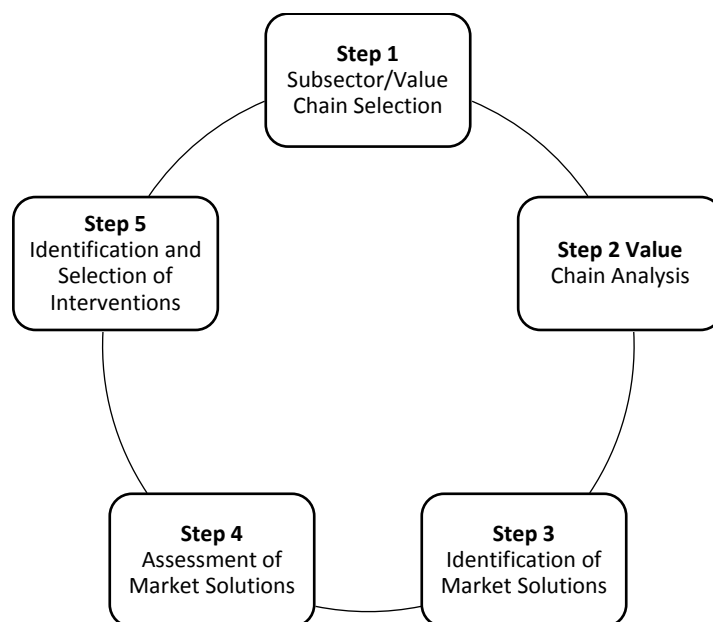 Step 1
Subsector/Value
Chain Selection
Step 2 Value
Chain Analysis
Step 3
Identification of
Market Solutions
Step 4
Assessment of
Market Solutions
Step 5
Identification and
Selection of
Interventions